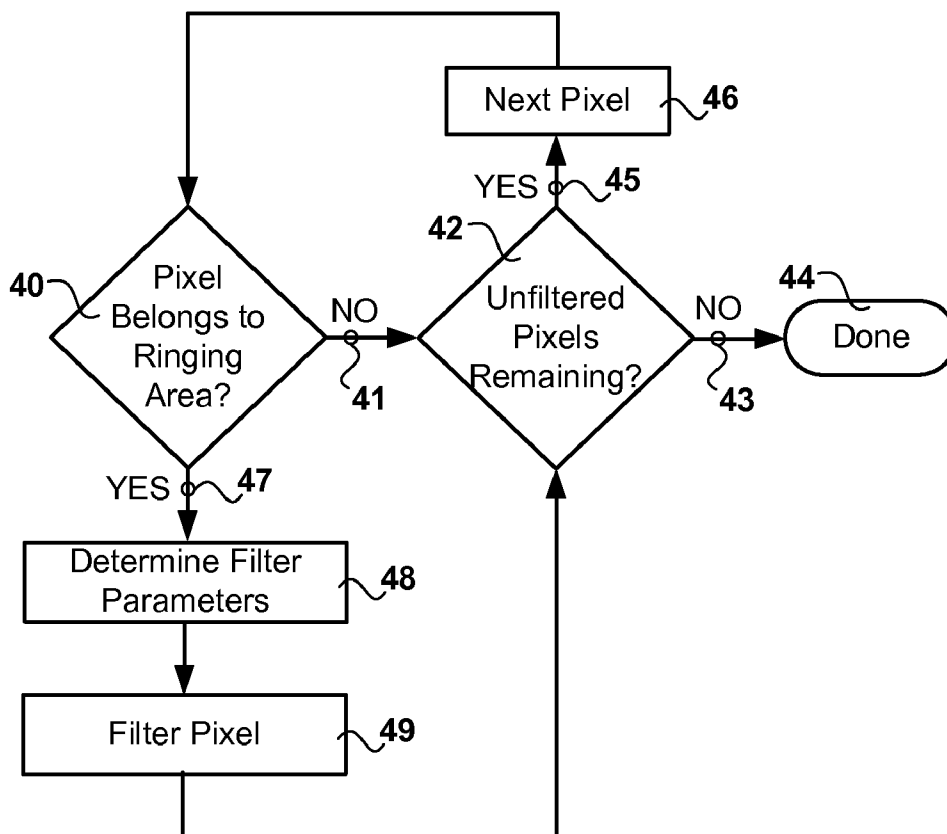 Next Pixel
46
YES
45
42
40
Pixel
Belongs to
Ringing
Area?
NO
41
Unfiltered
Pixels
Remaining?
NO
43
44
Done
YES
47
Determine Filter
Parameters
48
Filter Pixel
49